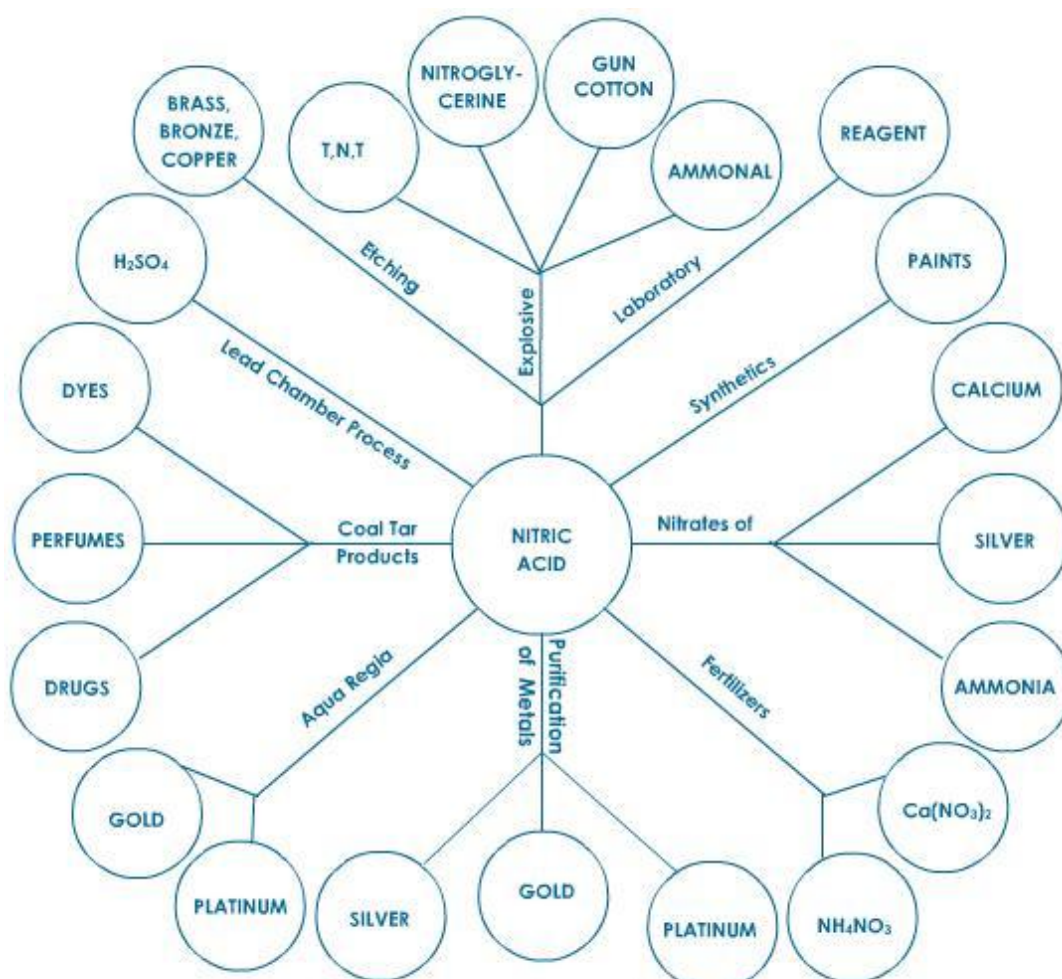 NITROGLY-
CERINE
GUN
COTTON
BRASS,
BRONZE,
COPPER
T,N,T
AMMONAL
REAGENT
H₂SO₄
Etching
Explosive
Laboratory
PAINTS
DYES
Lead Chamber Process
Synthetics
CALCIUM
PERFUMES
Coal Tar
Products
NITRIC
ACID
Nitrates of
SILVER
DRUGS
Aqua Regia
Purification
of Metals
Fertilizers
AMMONIA
GOLD
PLATINUM
SILVER
GOLD
PLATINUM
NH₄NO₃
Ca(NO₃)₂